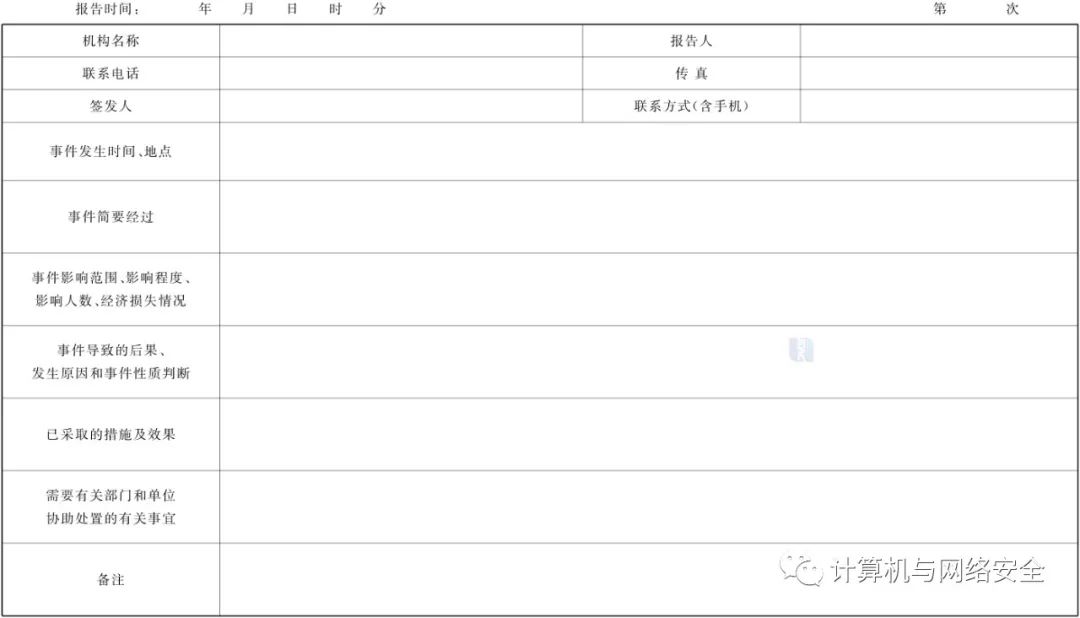 报告时间： 年 月 日 时 分 第 次
机构名称 报告人
联系电话 传 真
签发人 联系方式(含手机)
事件发生时间、地点
事件简要经过
事件影响范围、影响程度、
影响人数、经济损失情况
事件导致的后果、
发生原因和事件性质判断
已采取的措施及效果
需要有关部门和单位
协助处置的有关事宜
备注
计算机与网络安全